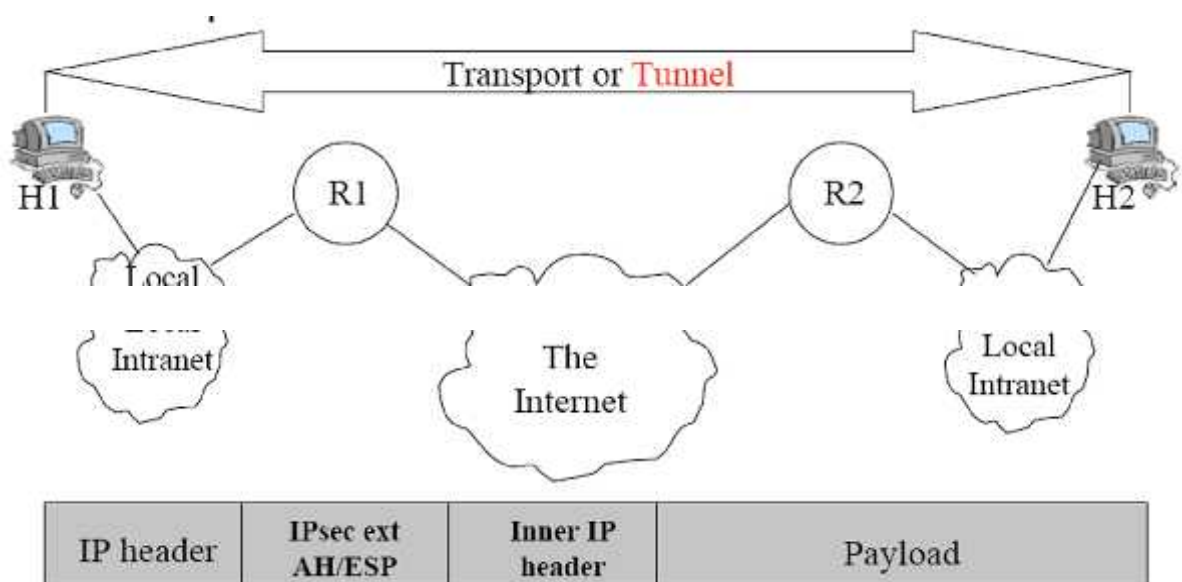 Transport or Tunnel
H1
R1
R2
H2
Local
Local
Intranet
The
Internet
Local
Intranet
IP header
IPsec ext
AH/ESP
Inner IP
header
Payload